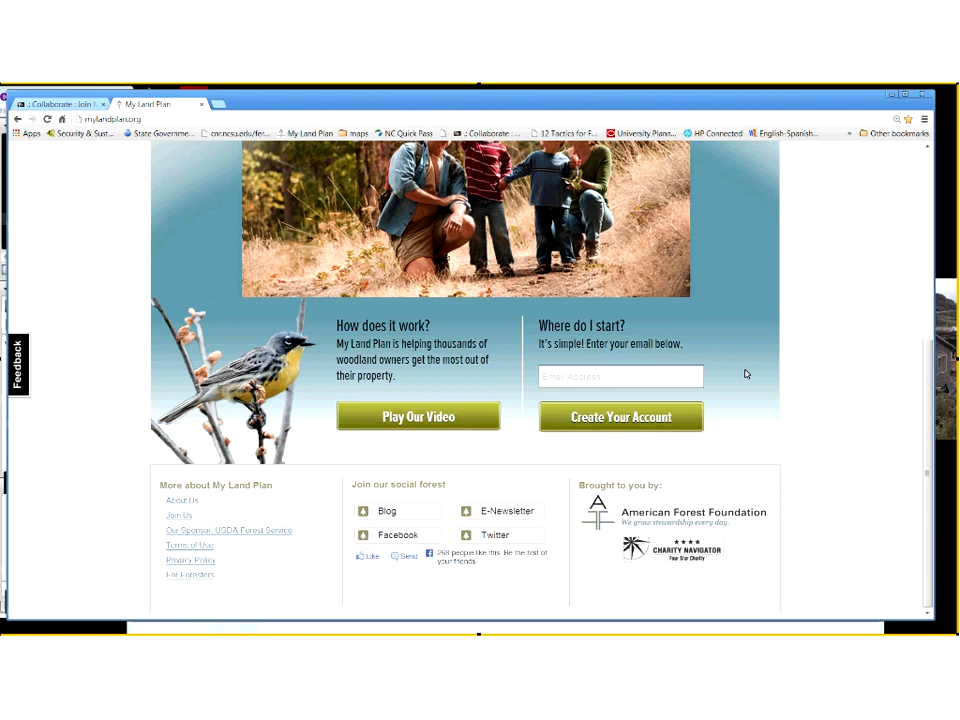 .: Collaborate : Join M
My Land Plan
mylandplan.org
Apps
Security & Sust...
State Governme...
cnr.ncsu.edu/fer...
My Land Plan
maps
NC Quick Pass
.: Collaborate : ...
12 Tactics for F...
University Plann...
HP Connected
English-Spanish...
»
Other bookmarks
Feedback
How does it work?
My Land Plan is helping thousands of
woodland owners get the most out of
their property.
Play Our Video
Where do I start?
It's simple! Enter your email below.
Email Address
Create Your Account
More about My Land Plan
About Us
Join Us
Our Sponsor: USDA Forest Service
Terms of Use
Privacy Policy
For Foresters
Join our social forest
Blog
E-Newsletter
Facebook
Twitter
Like
Send
268 people like this. Be the first of
your friends.
Brought to you by:
American Forest Foundation
We grow stewardship every day.
CHARITY NAVIGATOR
Four Star Charity